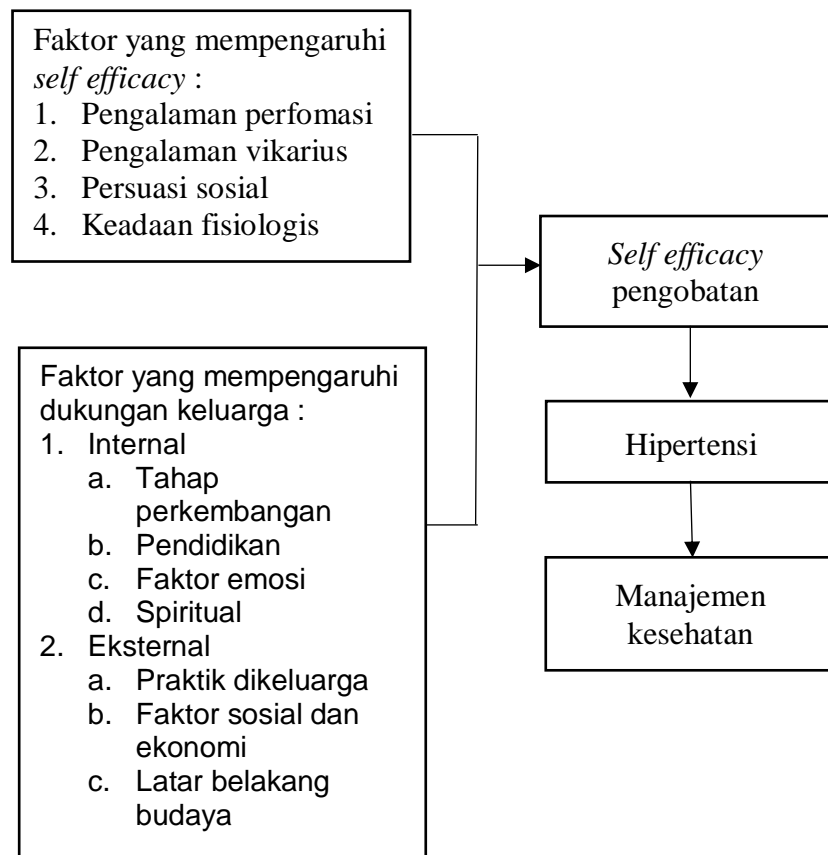 Faktor yang mempengaruhi
self efficacy :
1. Pengalaman perfomasi
2. Pengalaman vikarius
3. Persuasi sosial
4. Keadaan fisiologis
Self efficacy
pengobatan
Faktor yang mempengaruhi
dukungan keluarga :
1. Internal
a. Tahap
perkembangan
b. Pendidikan
c. Faktor emosi
d. Spiritual
2. Eksternal
a. Praktik dikeluarga
b. Faktor sosial dan
ekonomi
c. Latar belakang
budaya
Hipertensi
Manajemen
kesehatan